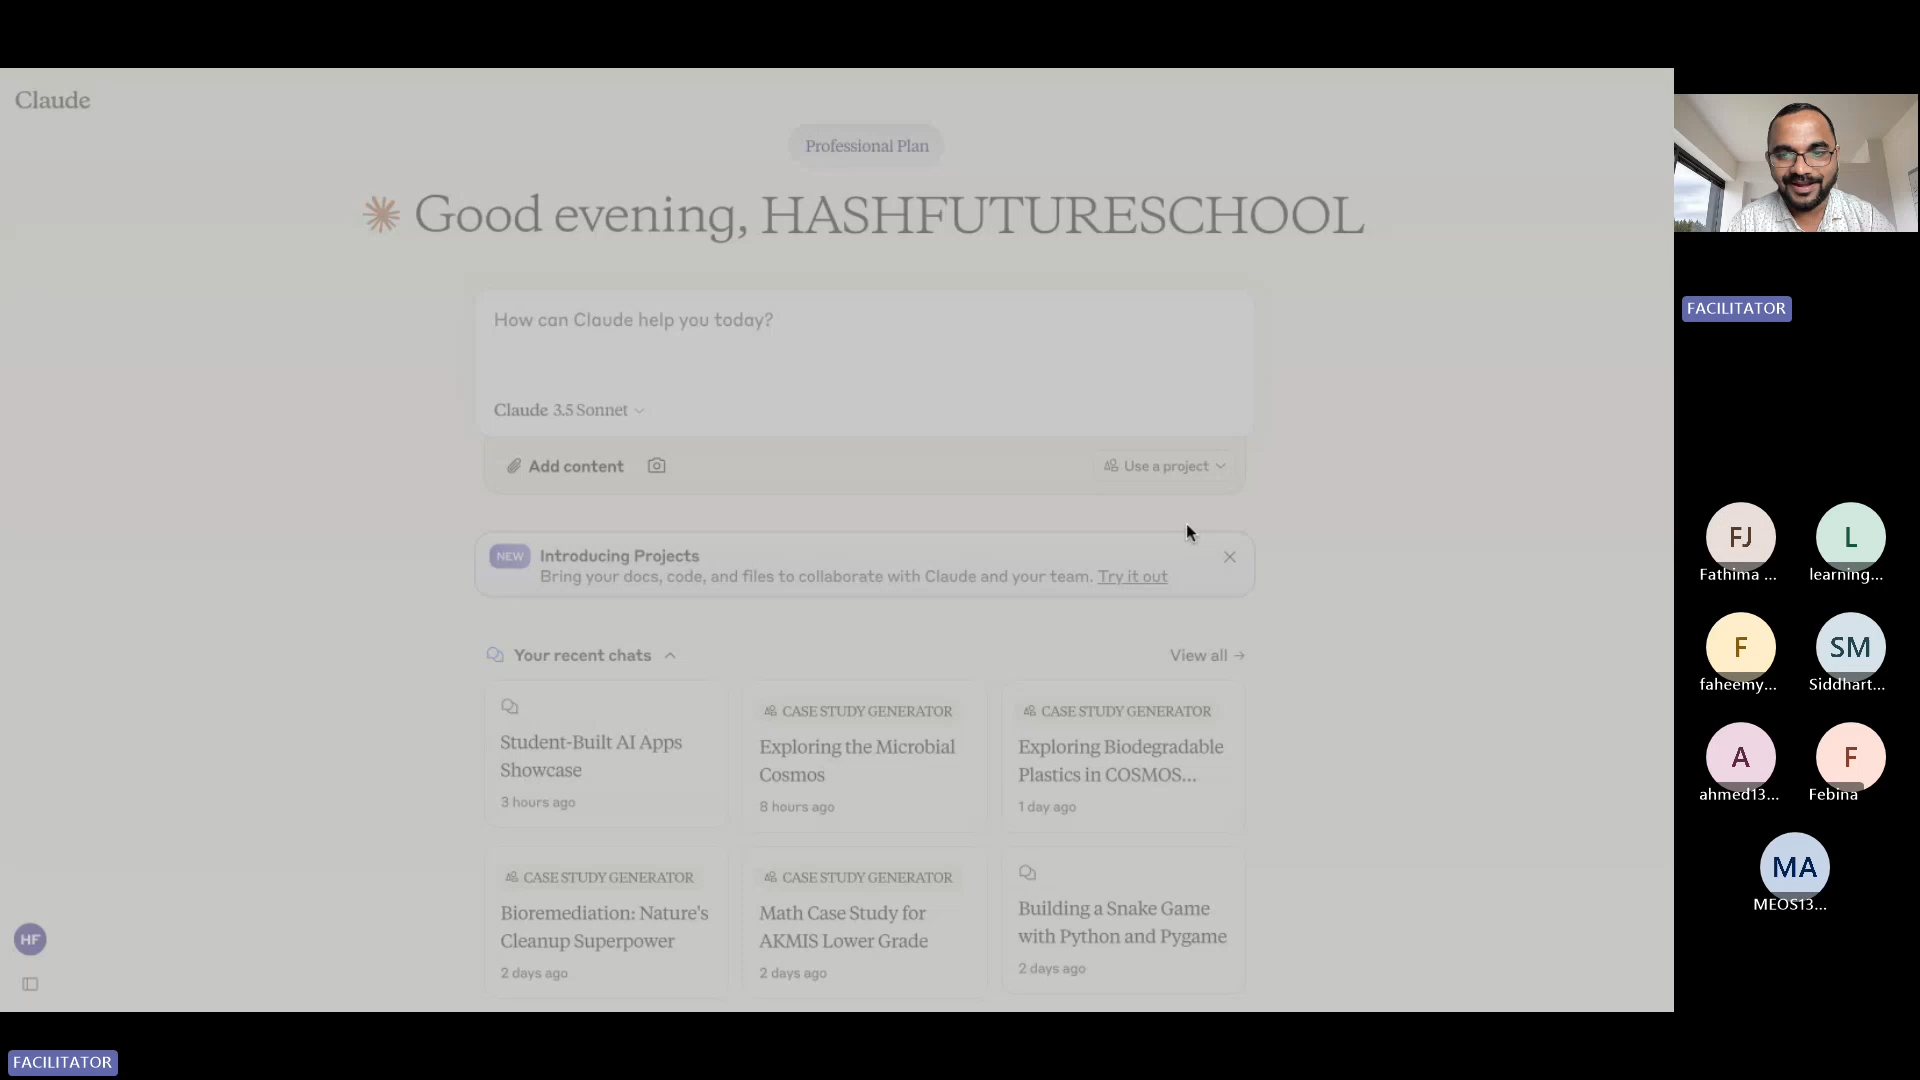 Claude
Professional Plan
Good evening, HASHFUTURESCHOOL
How can Claude help you today?
Claude 3.5 Sonnet
Add content
Use a project
NEW
Introducing Projects
Bring your docs, code, and files to collaborate with Claude and your team. Try it out
Your recent chats
View all →
Student-Built AI Apps
Showcase
3 hours ago
CASE STUDY GENERATOR
Exploring the Microbial
Cosmos
8 hours ago
CASE STUDY GENERATOR
Exploring Biodegradable
Plastics in COSMOS...
1 day ago
CASE STUDY GENERATOR
Bioremediation: Nature's
Cleanup Superpower
2 days ago
CASE STUDY GENERATOR
Math Case Study for
AKMIS Lower Grade
2 days ago
Building a Snake Game
with Python and Pygame
2 days ago
HF
FACILITATOR
FACILITATOR
FJ
Fathima ...
L
learning...
F
faheemy...
SM
Siddhart...
A
ahmed13...
F
Febina
MA
MEOS13...